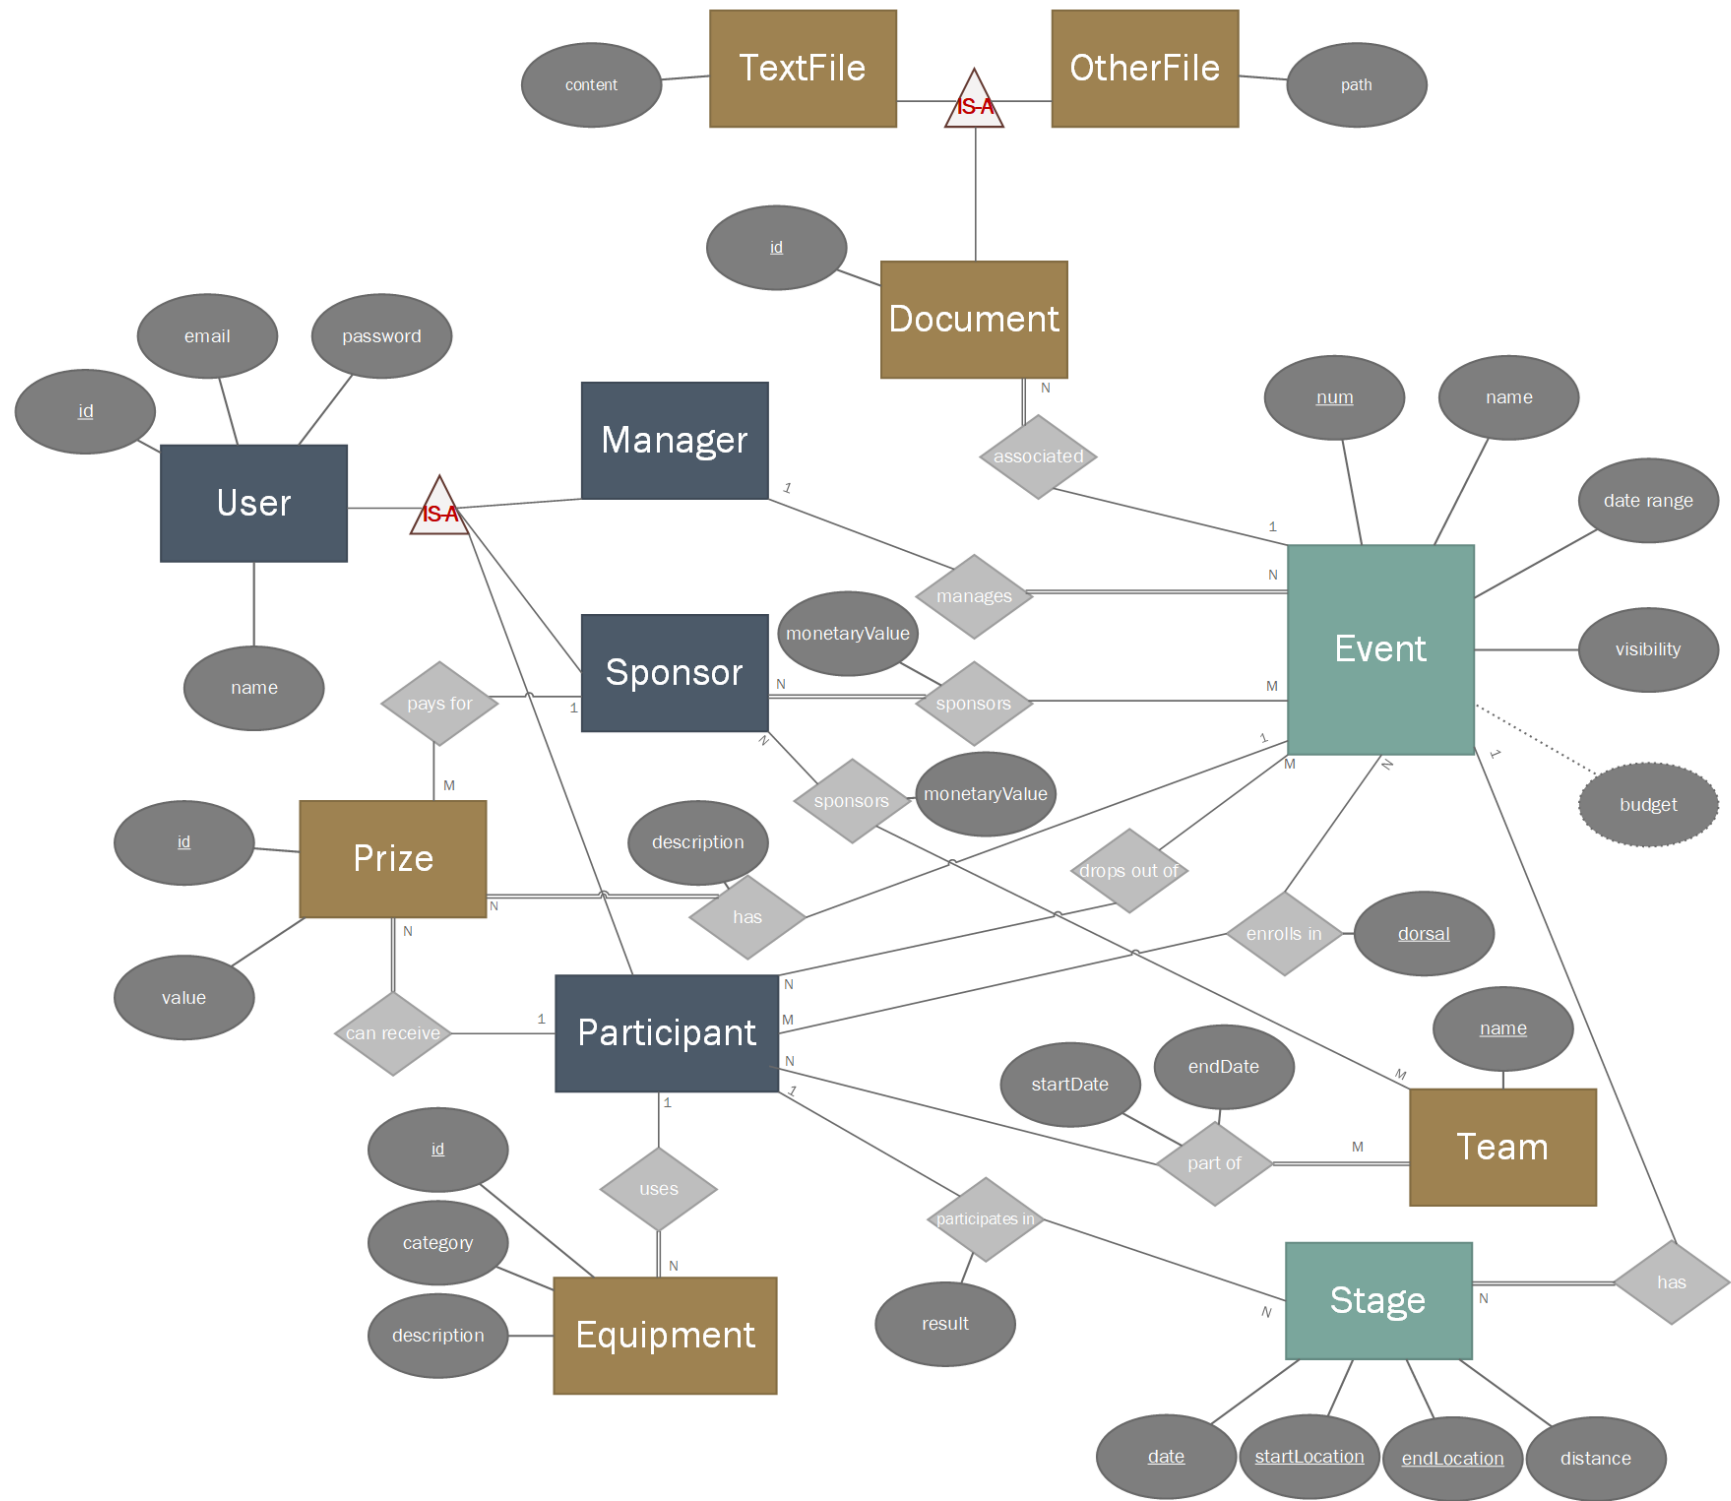 TextFile
OtherFile
content
IS-A
path
id
Document
N
email
password
id
User
IS-A
Manager
1
associated
1
num
name
date range
manages
N
Event
visibility
name
monetaryValue
Sponsor
N
sponsors
M
pays for
1
M
N
sponsors
monetaryValue
1
M
N
1
budget
id
Prize
description
drops out of
N
has
N
value
can receive
1
Participant
N
M
N
1
enrolls in
dorsal
name
startDate
endDate
M
Team
part of
M
1
id
uses
category
N
description
Equipment
participates in
result
N
Stage
N
has
date
startLocation
endLocation
distance